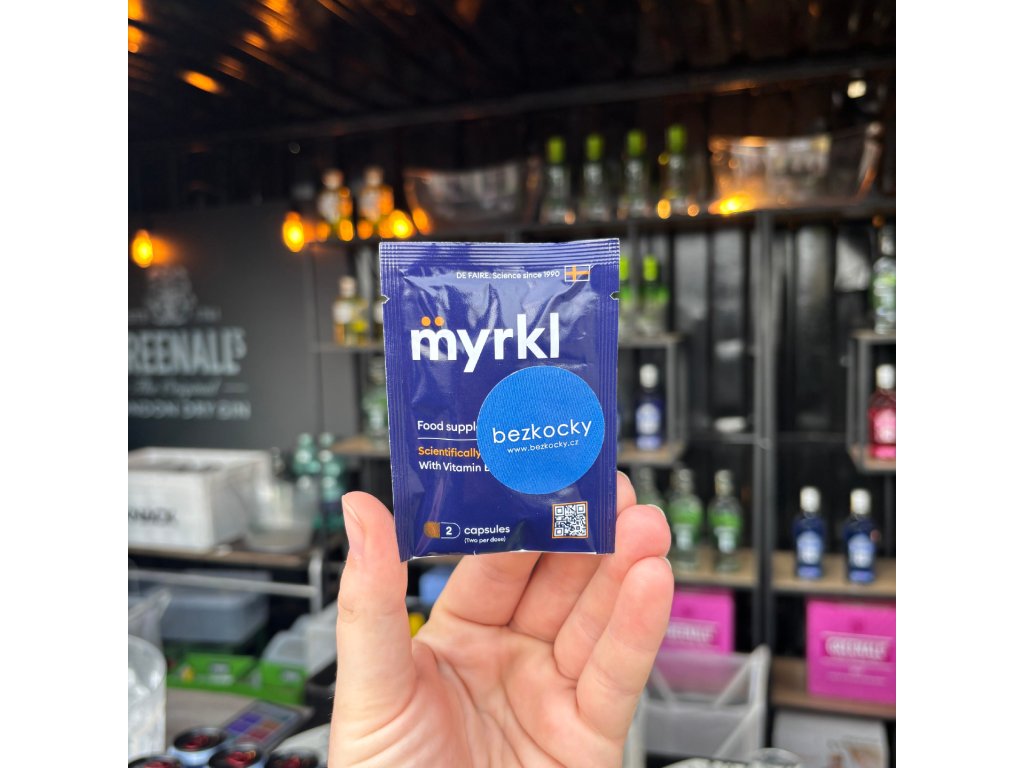 DE FAIRE. Science since 1990
myrkl
Food
bezkocky
www.bezkocky.cz
Scientifically
With Vitamin
2 capsules
(Two per dose)
GREENALL'S
The Original
LONDON DRY GIN
GREENALL'S
GREENALL'S